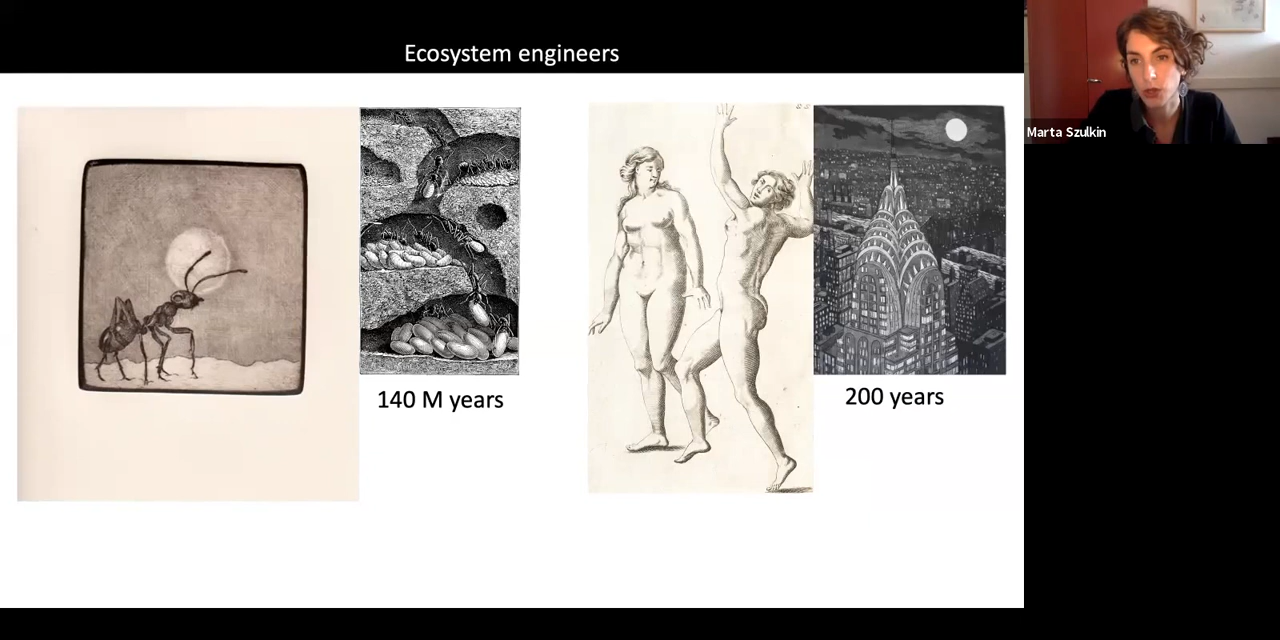 Ecosystem engineers
Marta Szulkin
140 M years
200 years